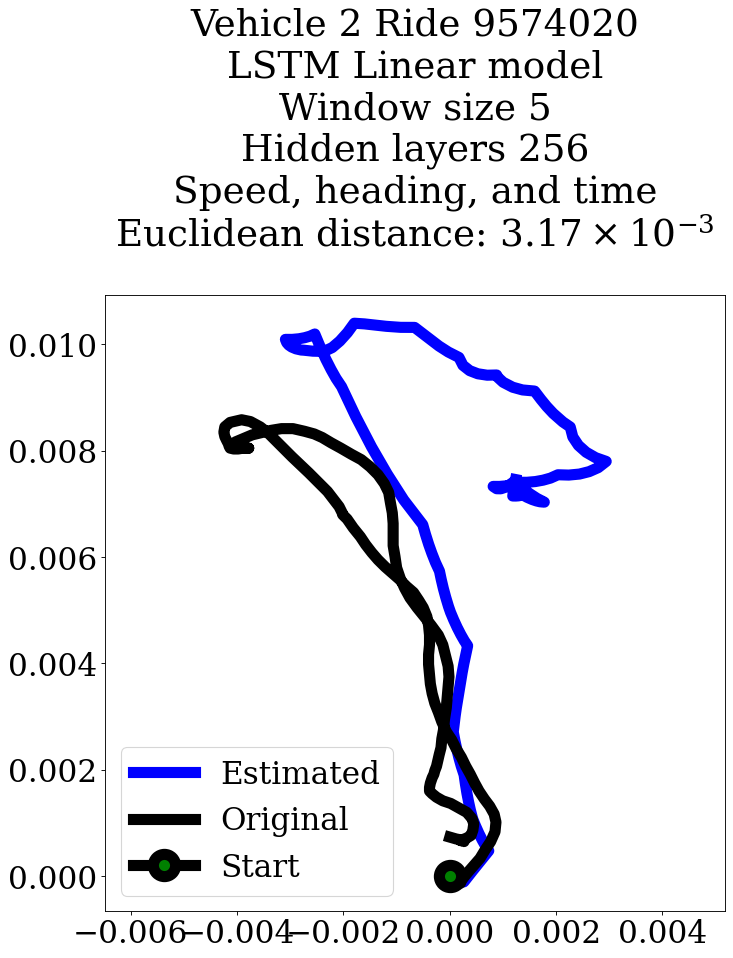 Vehicle 2 Ride 9574020
LSTM Linear model
Window size 5
Hidden layers 256
Speed, heading, and time
Euclidean distance: 3.17 × 10⁻³
0.010
0.008
0.006
0.004
0.002
0.000
Estimated
Original
Start
−0.006 −0.004 −0.002 0.000 0.002 0.004